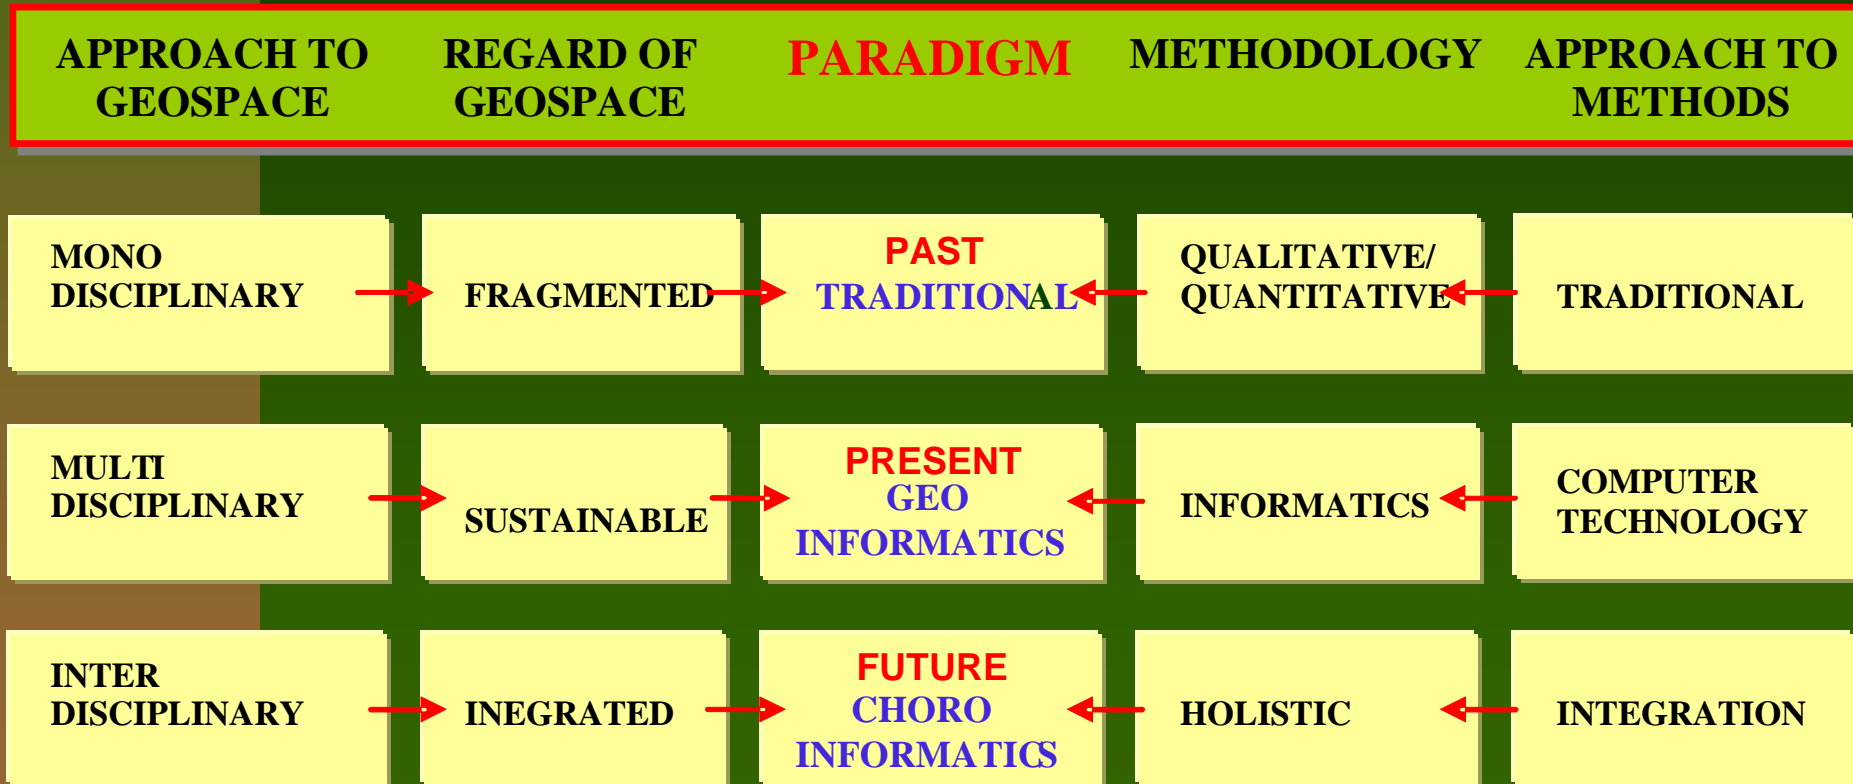 APPROACH TO
GEOSPACE
REGARD OF
GEOSPACE
PARADIGM
METHODOLOGY
APPROACH TO
METHODS
MONO
DISCIPLINARY
FRAGMENTED
PAST
TRADITIONAL
QUALITATIVE/
QUANTITATIVE
TRADITIONAL
MULTI
DISCIPLINARY
SUSTAINABLE
PRESENT
GEO
INFORMATICS
INFORMATICS
COMPUTER
TECHNOLOGY
INTER
DISCIPLINARY
INEGRATED
FUTURE
CHORO
INFORMATICS
HOLISTIC
INTEGRATION